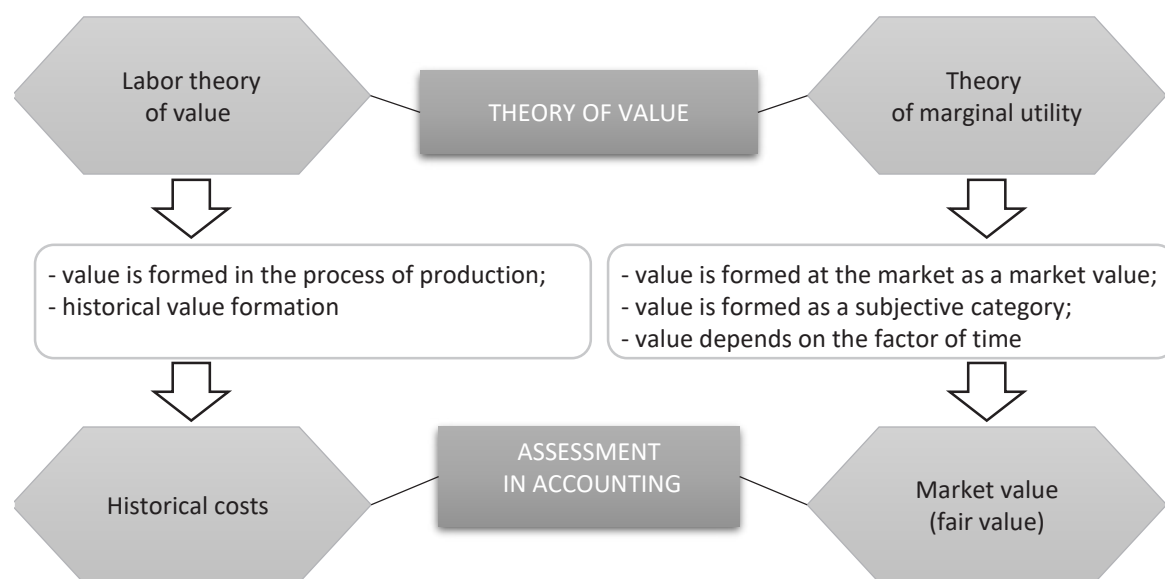 Labor theory
of value
THEORY OF VALUE
Theory
of marginal utility
- value is formed in the process of production;
- historical value formation
- value is formed at the market as a market value;
- value is formed as a subjective category;
- value depends on the factor of time
Historical costs
ASSESSMENT
IN ACCOUNTING
Market value
(fair value)